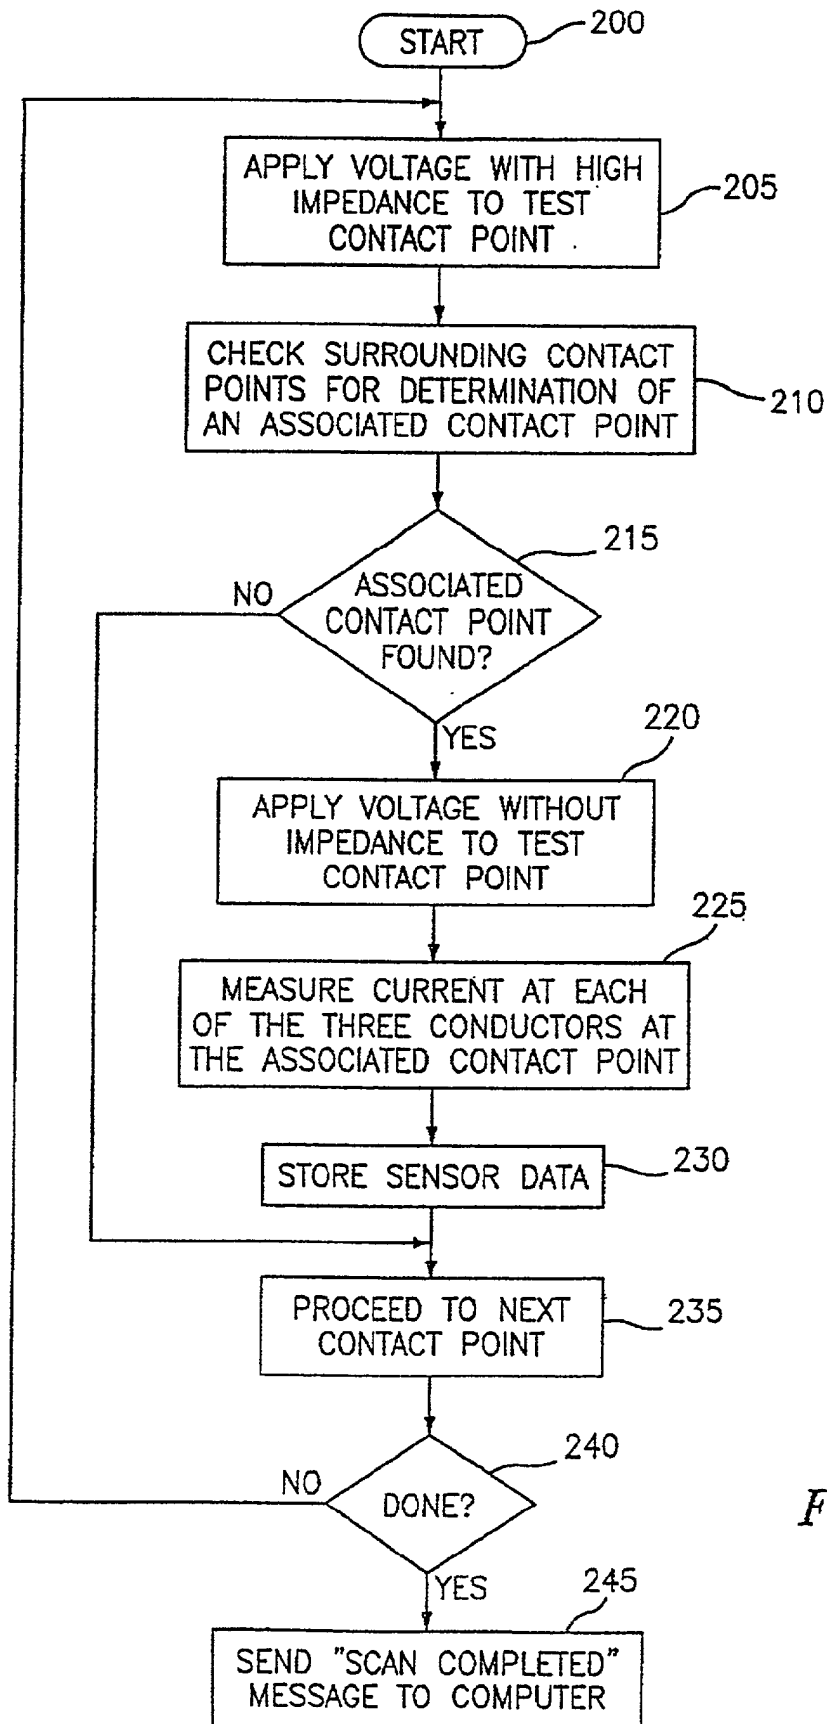 START
200
APPLY VOLTAGE WITH HIGH
IMPEDANCE TO TEST
CONTACT POINT
205
CHECK SURROUNDING CONTACT
POINTS FOR DETERMINATION OF
AN ASSOCIATED CONTACT POINT
210
215
ASSOCIATED
CONTACT POINT
FOUND?
NO
YES
220
APPLY VOLTAGE WITHOUT
IMPEDANCE TO TEST
CONTACT POINT
225
MEASURE CURRENT AT EACH
OF THE THREE CONDUCTORS AT
THE ASSOCIATED CONTACT POINT
STORE SENSOR DATA
230
PROCEED TO NEXT
CONTACT POINT
235
240
NO
DONE?
F
YES
245
SEND "SCAN COMPLETED"
MESSAGE TO COMPUTER